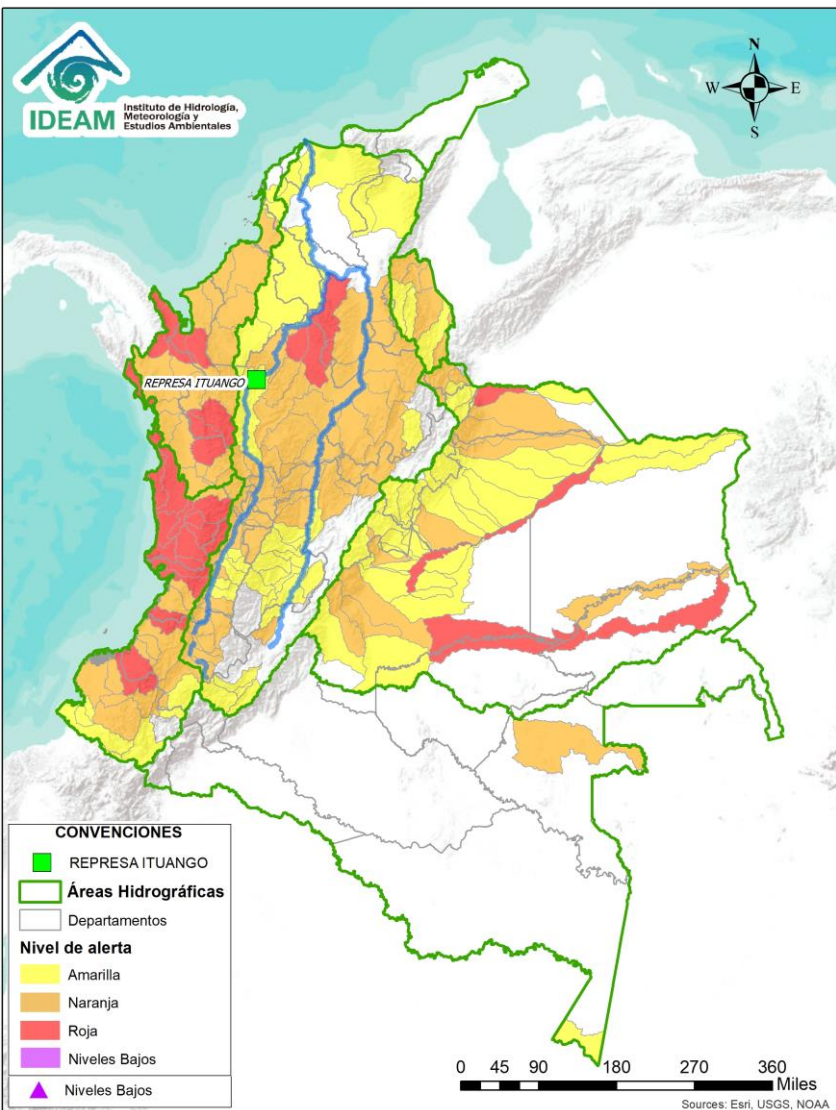 IDEAM
Instituto de Hidrología,
Meteorología y
Estudios Ambientales
N
W
E
S
REPRESA ITUANGO
CONVENCIONES
REPRESA ITUANGO
Áreas Hidrográficas
Departamentos
Nivel de alerta
Amarilla
Naranja
Roja
Niveles Bajos
Niveles Bajos
0 45 90 180 270 360
Miles
Sources: Esri, USGS, NOAA